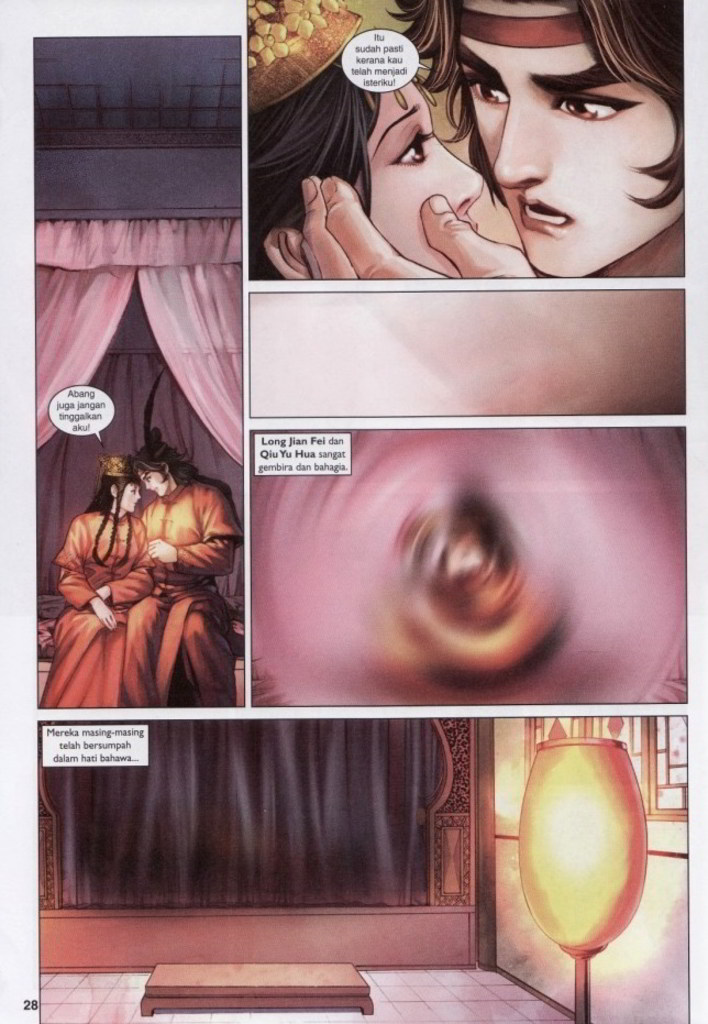 Itu
sudah pasti
kerana kau
telah menjadi
isteriku!
Abang
juga jangan
tinggalkan
aku!
Long Jian Fei dan
Qiu Yu Hua sangat
gembira dan bahagia.
Mereka masing-masing
telah bersumpah
dalam hati bahawa...
28